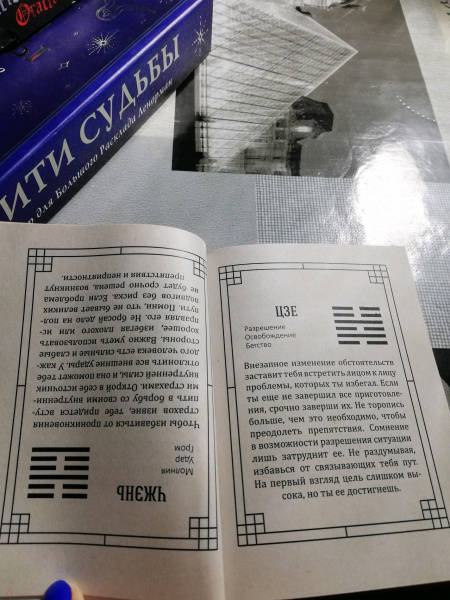 Oracle
ИТИ СУДЬБЫ
р для Большого Расклада Ленорман
ЧЖЭНЬ
Молния
Удар
Гром
Чтобы избавиться от проникновения
страхов извне, тебе придется всту-
пить в борьбу со своими внутренни-
ми страхами. Открой в себе источник
внутренней силы, и она поможет тебе
отклонить все внешние удары. У каж-
дого человека есть сильные и слабые
стороны. Важно уметь использовать
хорошее, избегая плохого или ис-
правляя его. Не бросай дело на пол-
пути. Помни, что не бывает великих
подвигов без риска. Если проблема
не будет срочно решена, возникнут
препятствия и неприятности.
ЦЗЕ
Разрешение
Освобождение
Бегство
Внезапное изменение обстоятельств
заставит тебя встретить лицом к лицу
проблемы, которых ты избегал. Если
ты еще не завершил все приготовле-
ния, срочно заверши их. Не торопись
больше, чем это необходимо, чтобы
преодолеть препятствия. Сомнение
в возможности разрешения ситуации
лишь затруднит ее. Не раздумывая,
избавься от связывающих тебя пут.
На первый взгляд цель слишком вы-
сока, но ты ее достигнешь.